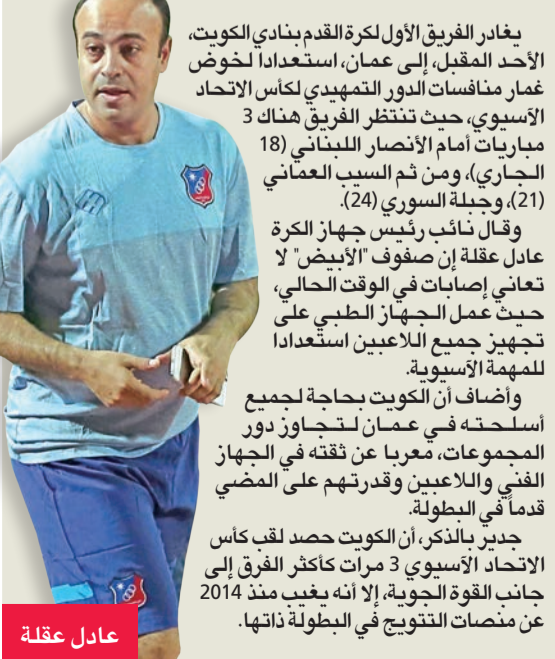 يغادر الفريق الأول لكرة القدم بنادي الكويت،
الأحد المقبل، إلى عمان، استعدادا لخوض
غمار منافسات الدور التمهيدي لكأس الاتحاد
الآسيوي، حيث تنتظر الفريق هناك 3
مباريات أمام الأنصار اللبناني (18
الجاري)، ومن ثم السيب العماني
(21)، وجبلة السوري (24).
وقال نائب رئيس جهاز الكرة
عادل عقلة إن صفوف "الأبيض" لا
تعاني إصابات في الوقت الحالي،
حيث عمل الجهاز الطبي على
تجهيز جميع اللاعبين استعدادا
للمهمة الآسيوية.
وأضاف أن الكويت بحاجة لجميع
أسلحته في عمان لتجاوز دور
المجموعات، معربا عن ثقته في الجهاز
الفني واللاعبين وقدرتهم على المضي
قدماً في البطولة.
جدير بالذكر، أن الكويت حصد لقب كأس
الاتحاد الآسيوي 3 مرات كأكثر الفرق إلى
جانب القوة الجوية، إلا أنه يغيب منذ 2014
عن منصات التتويج في البطولة ذاتها.
عادل عقلة